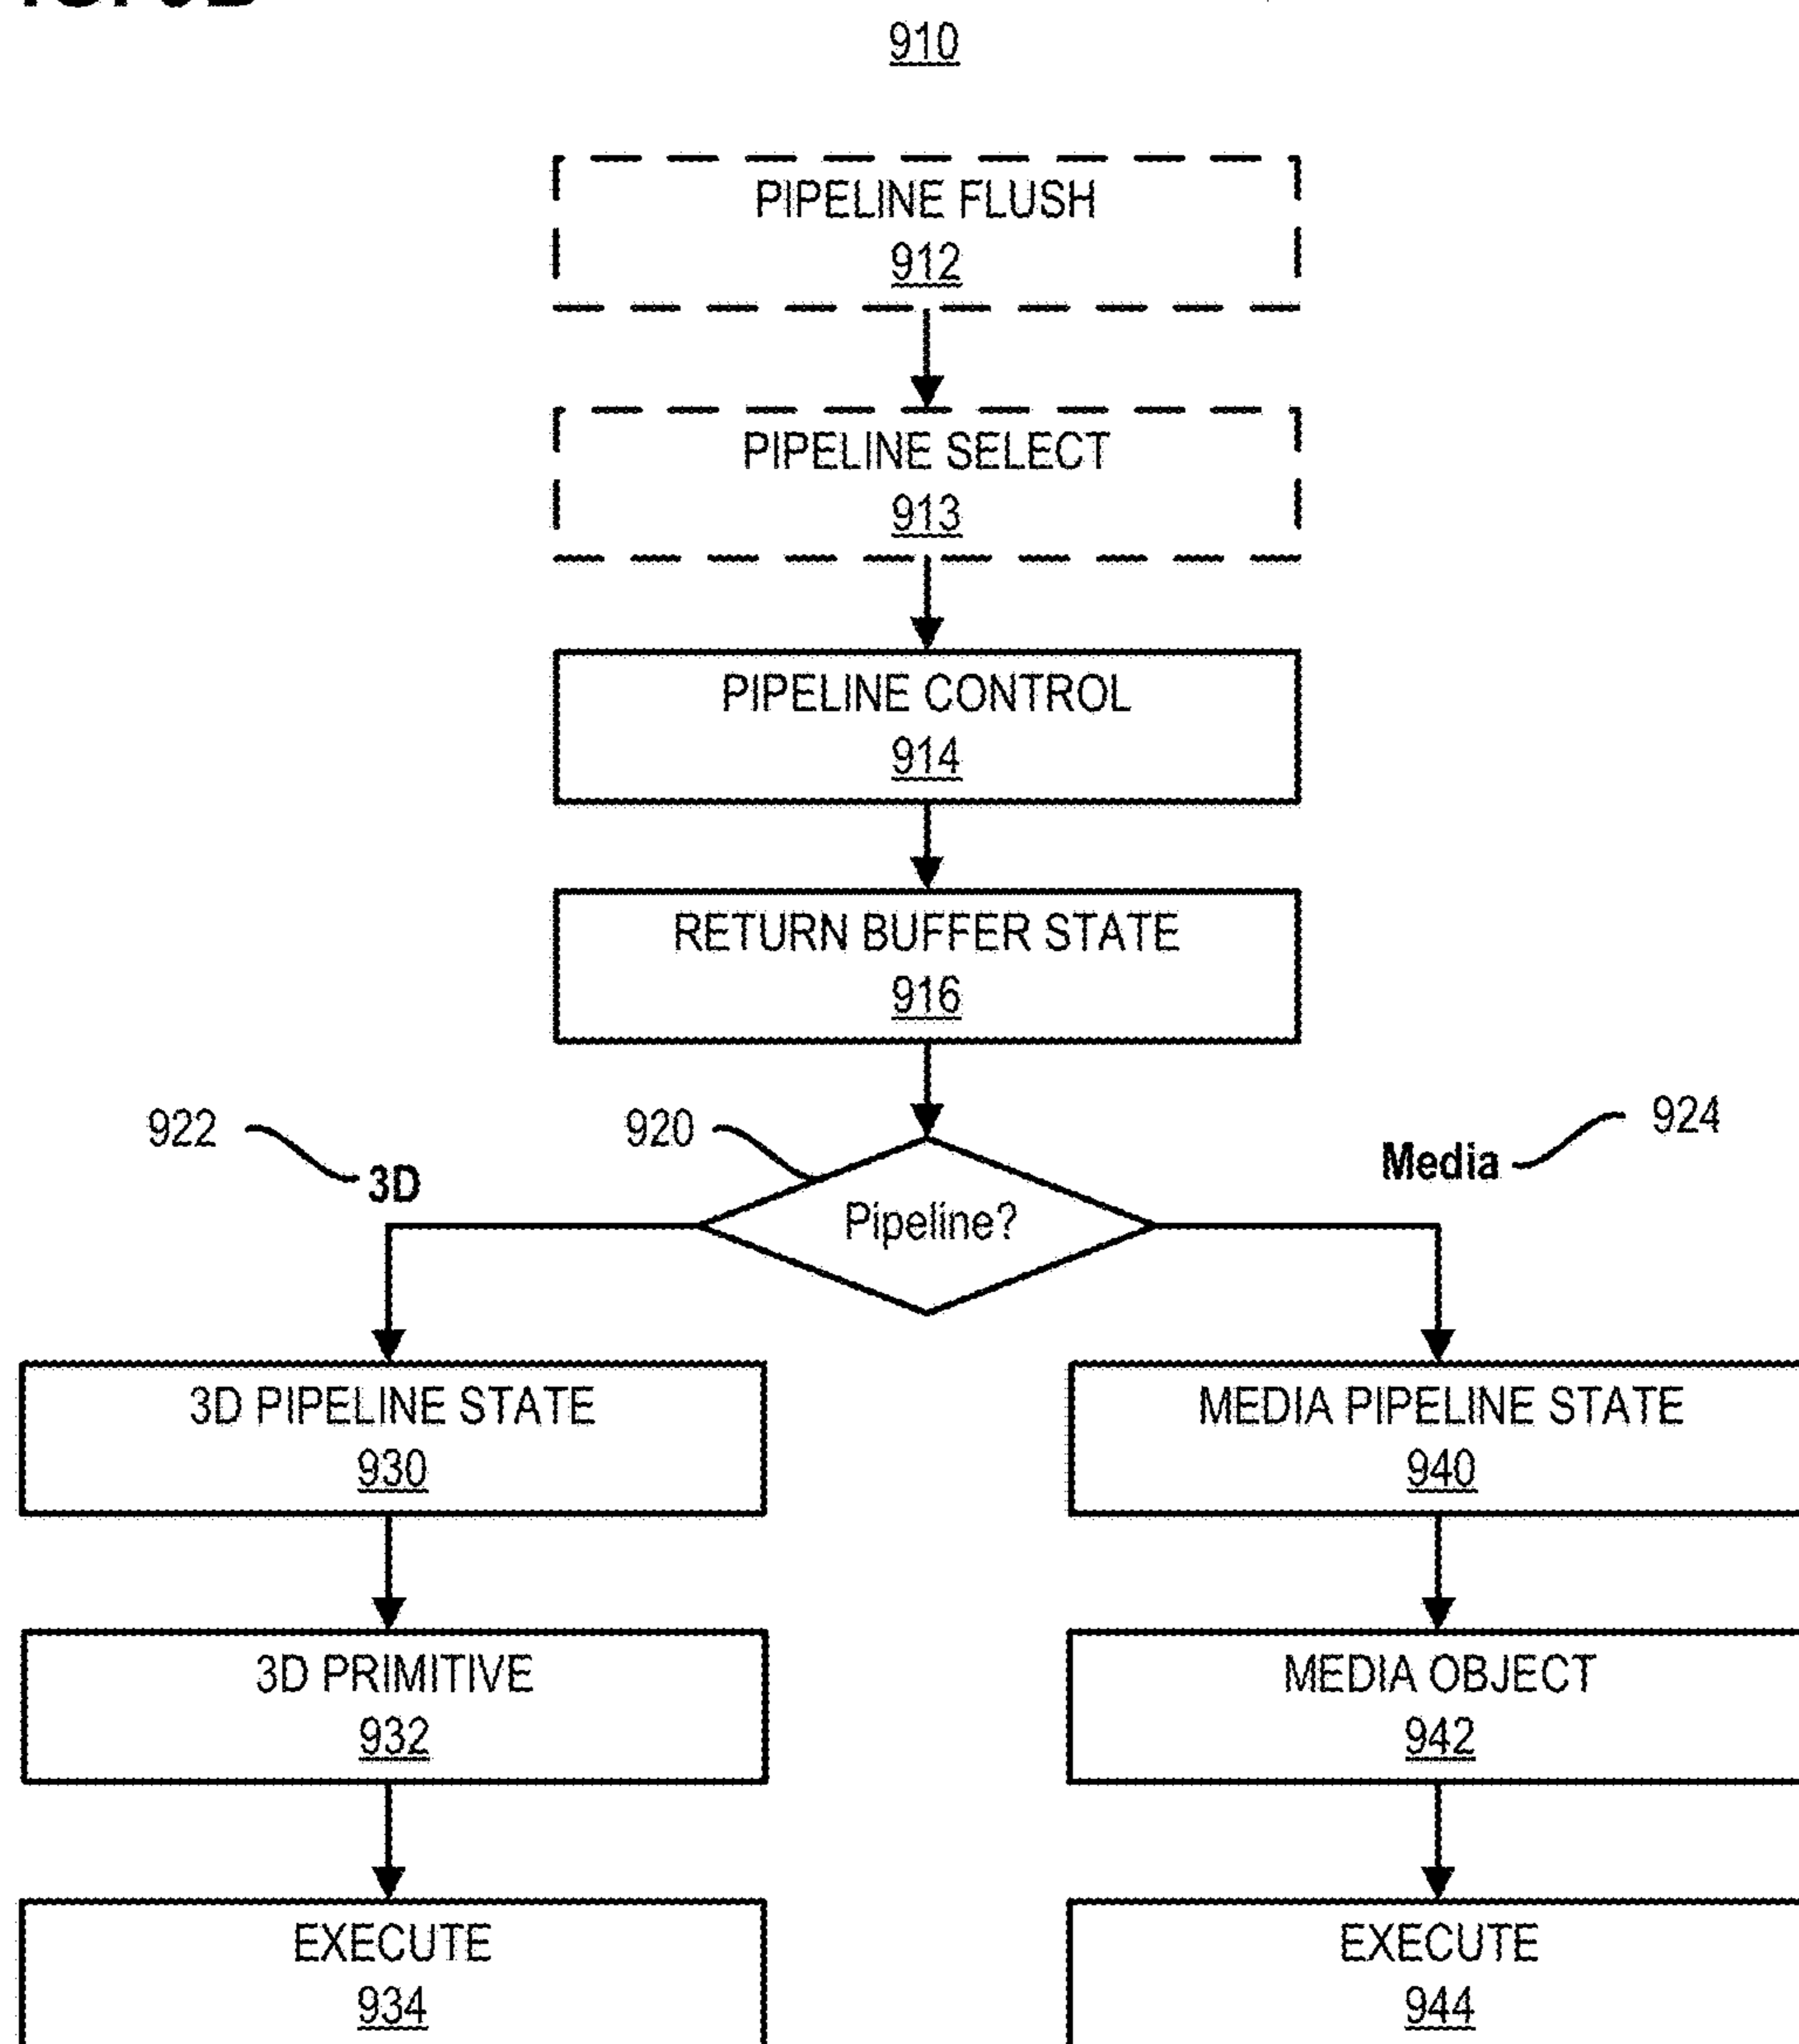 910
PIPELINE FLUSH
912
PIPELINE SELECT
913
PIPELINE CONTROL
914
RETURN BUFFER STATE
916
922
920
924
3D
Media
Pipeline?
3D PIPELINE STATE
930
MEDIA PIPELINE STATE
940
3D PRIMITIVE
932
MEDIA OBJECT
942
EXECUTE
934
EXECUTE
944